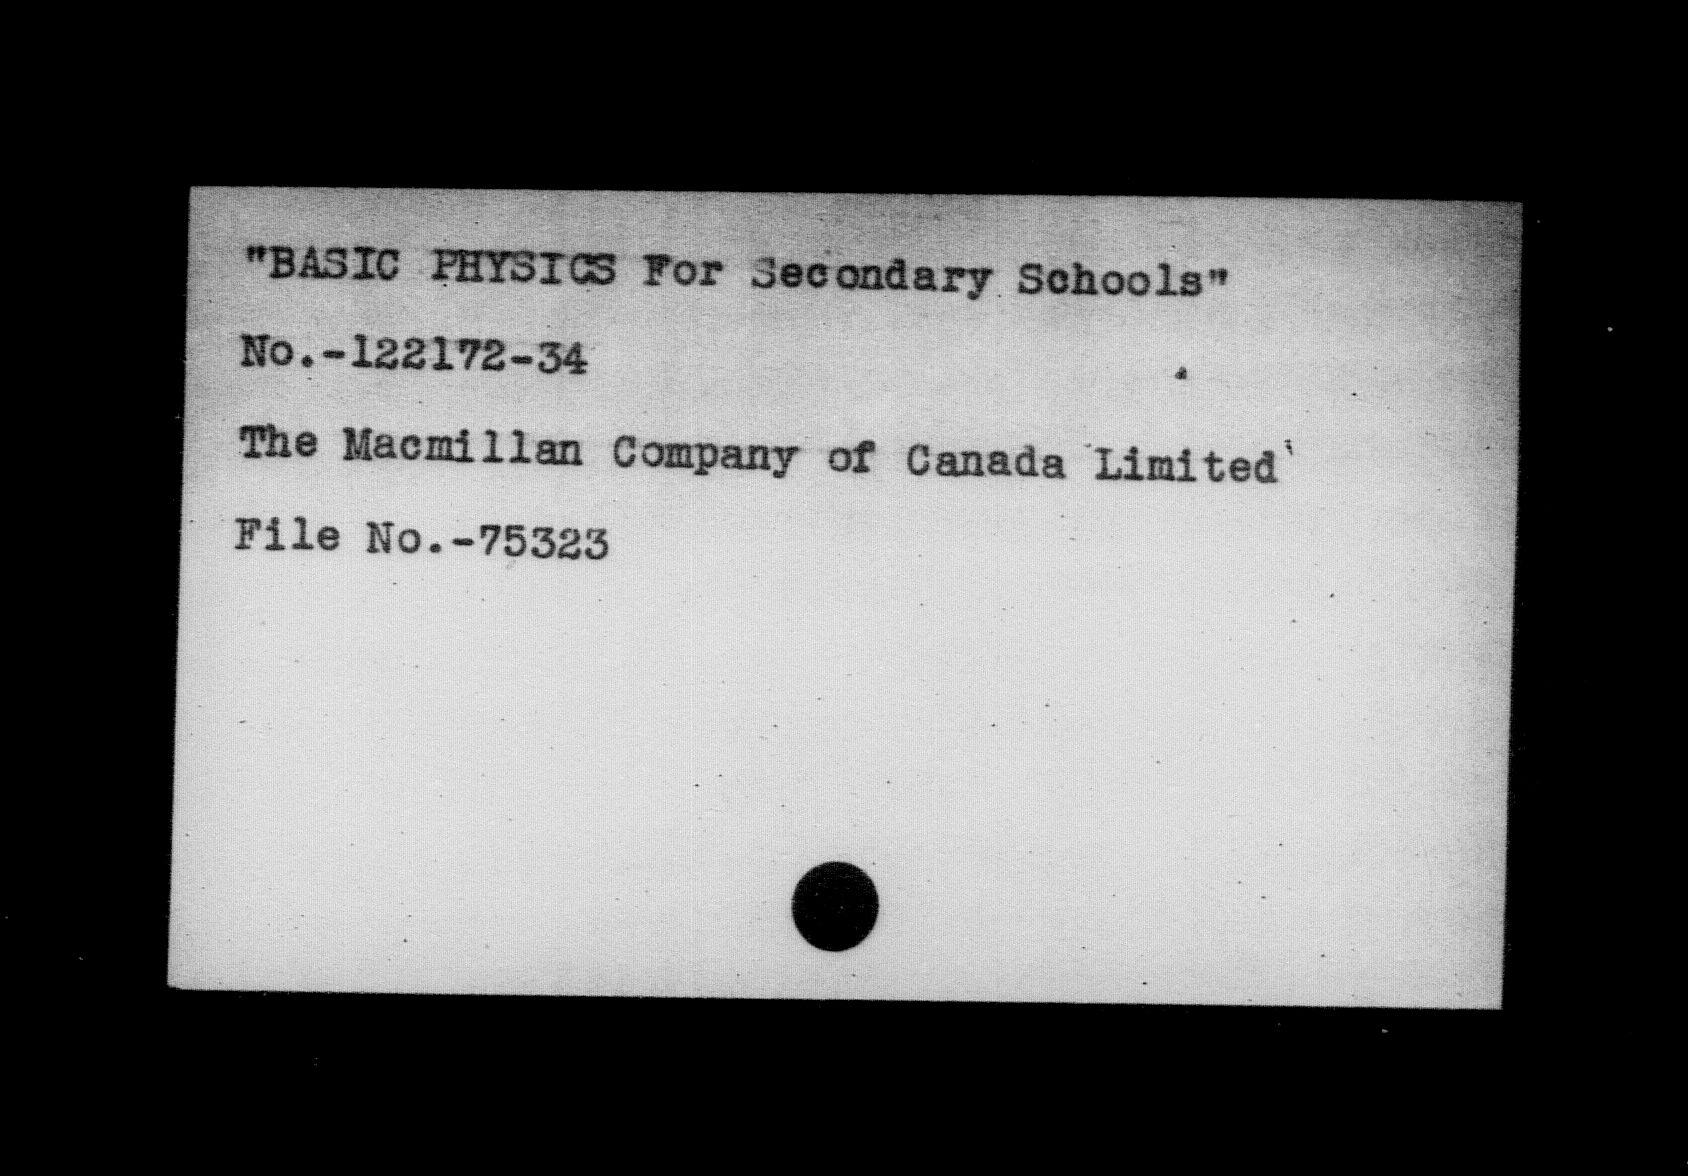 "BASIC PHYSICS For Secondary Schools"
No.-122172-34
The Macmillan Company of Canada Limited
File No.-75323